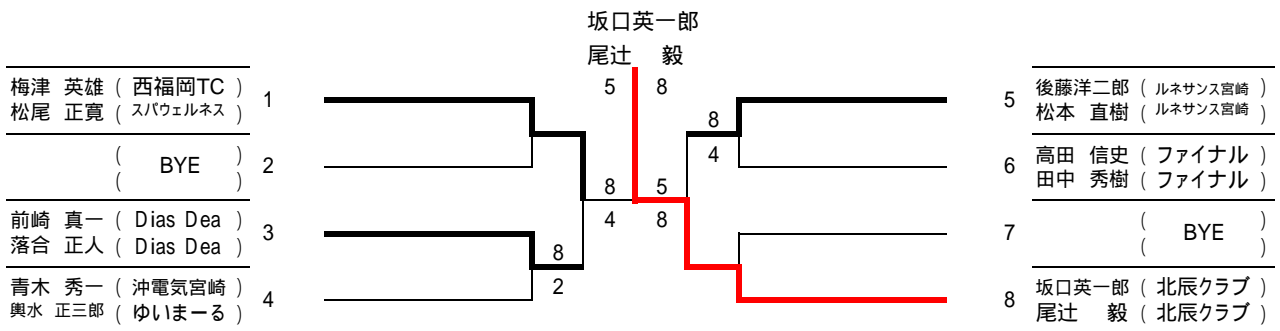 坂口英一郎
尾辻 毅
5 8
梅津 英雄 ( 西福岡TC )
松尾 正寛 ( スパウェルネス )
1
( )
( BYE )
2
前崎 真一 ( Dias Dea )
落合 正人 ( Dias Dea )
3
青木 秀一 ( 沖電気宮崎 )
輿水 正三郎 ( ゆいまーる )
4
8
4
8
2
8
4
5
8
5
後藤洋二郎 ( ルネサンス宮崎 )
松本 直樹 ( ルネサンス宮崎 )
6
高田 信史 ( ファイナル )
田中 秀樹 ( ファイナル )
7
( )
( BYE )
8
坂口英一郎 ( 北辰クラブ )
尾辻 毅 ( 北辰クラブ )